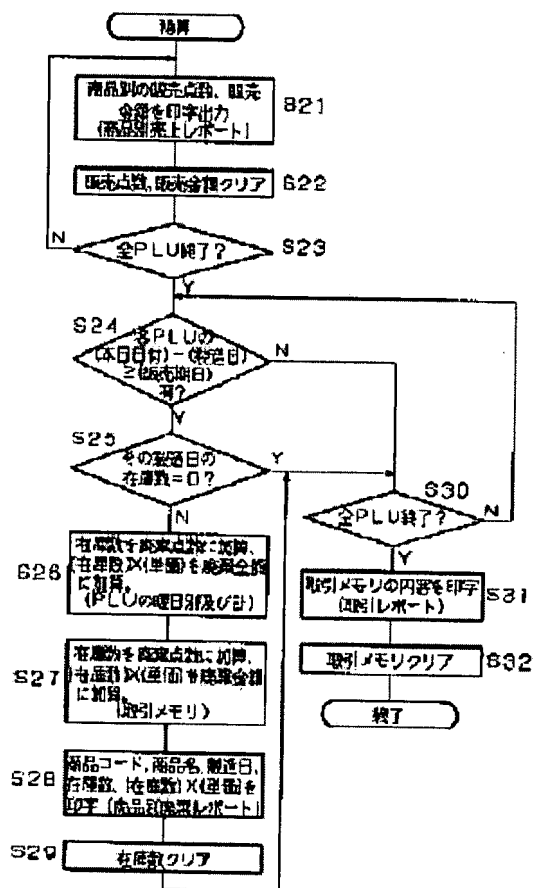 精算
商品別の販売点数、販売
金額を印字出力
(商品別売上レポート)
S21
販売点数,販売金額クリア
S22
N
全PLU終了?
S23
Y
S24
各PLUの
(本日日付)-(製造日)
≧(販売期日)
有?
N
Y
S25
その製造日の
在庫数=0?
Y
N
S30
全PLU終了?
N
Y
S26
在庫数を廃棄点数に加算、
(在庫数)×(単価)を廃棄金額
に加算。
(PLUの曜日別及び計)
S31
取引メモリの内容を印字
(取引レポート)
S27
在庫数を廃棄点数に加算、
(在庫数)×(単価)を廃棄金額
に加算。
(取引メモリ)
取引メモリクリア
S32
終了
S28
商品コード,商品名,製造日,
在庫数,(在庫数)×(単価)を
印字(商品別廃棄レポート)
S29
在庫数クリア